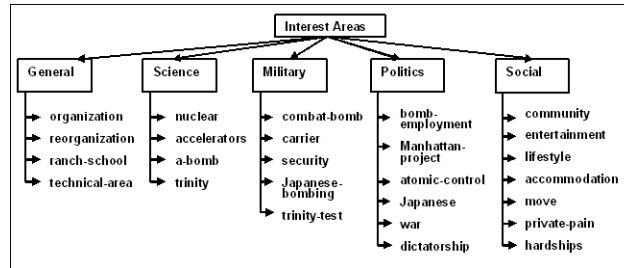 Interest Areas
General
Science
Military
Politics
Social
organization
reorganization
ranch-school
technical-area
nuclear
accelerators
a-bomb
trinity
combat-bomb
carrier
security
Japanese-
bombing
trinity-test
bomb-
employment
Manhattan-
project
atomic-control
Japanese
war
dictatorship
community
entertainment
lifestyle
accommodation
move
private-pain
hardships